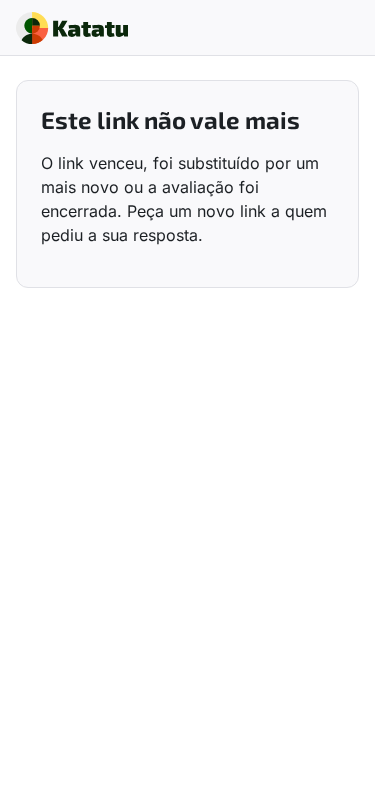 Katatu
Este link não vale mais
O link venceu, foi substituído por um
mais novo ou a avaliação foi
encerrada. Peça um novo link a quem
pediu a sua resposta.